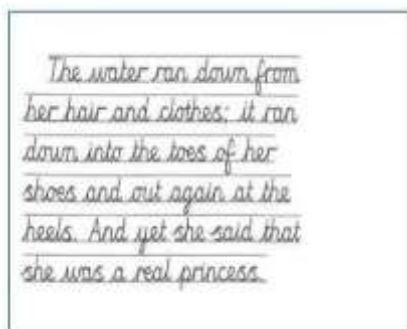 The water ran down from
her hair and clothes; it ran
down into the toes of her
shoes and out again at the
heels. And yet she said that
she was a real princess.